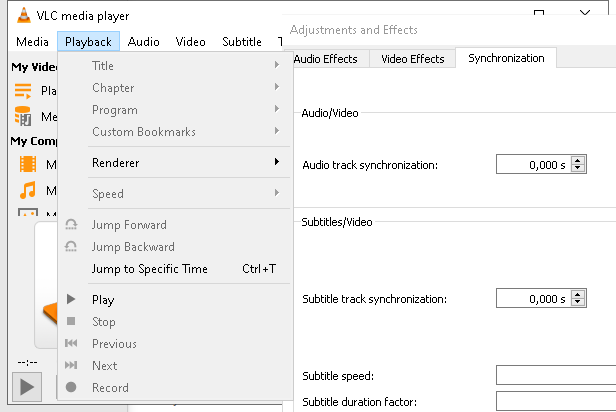 VLC media player
Media Playback Audio Video Subtitle
My Vide
Pla
Me
My Comp
M
M
Title
Chapter
Program
Custom Bookmarks
Renderer
Speed
Jump Forward
Jump Backward
Jump to Specific Time Ctrl+T
Play
Stop
Previous
Next
Record
--:--
Adjustments and Effects
Audio Effects Video Effects Synchronization
Audio/Video
Audio track synchronization: 0,000 s
Subtitles/Video
Subtitle track synchronization: 0,000 s
Subtitle speed:
Subtitle duration factor: